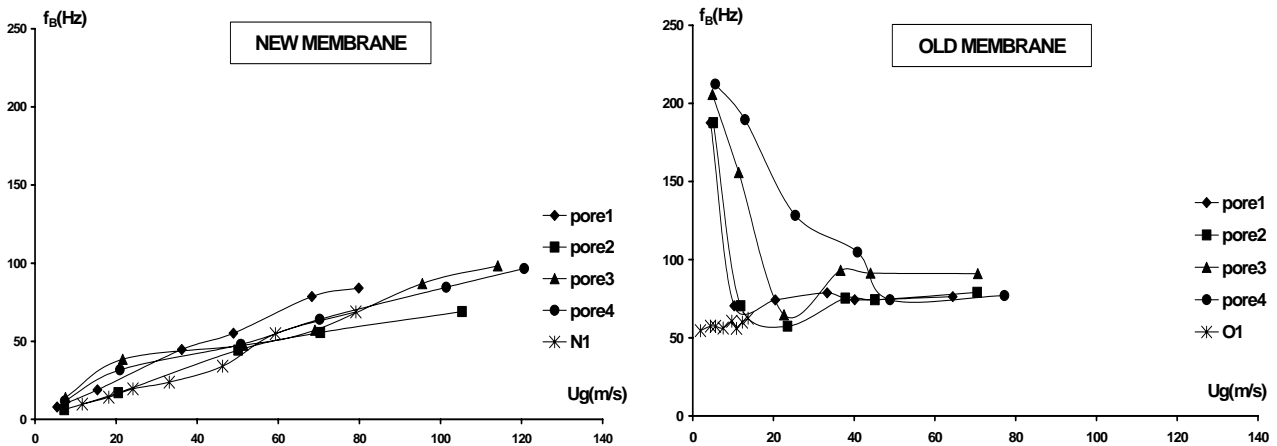 f_B(Hz)
NEW MEMBRANE
250
200
150
100
50
0
pore1
pore2
pore3
pore4
N1
Ug(m/s)
0 20 40 60 80 100 120 140
f_B(Hz)
OLD MEMBRANE
250
200
150
100
50
0
pore1
pore2
pore3
pore4
O1
Ug(m/s)
0 20 40 60 80 100 120 140